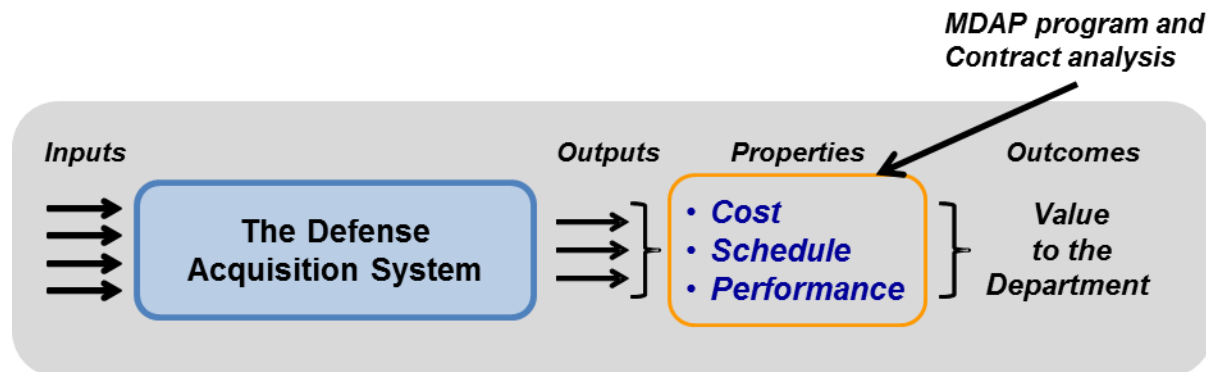 MDAP program and
Contract analysis
Inputs
Outputs
Properties
Outcomes
The Defense
Acquisition System
• Cost
• Schedule
• Performance
Value
to the
Department